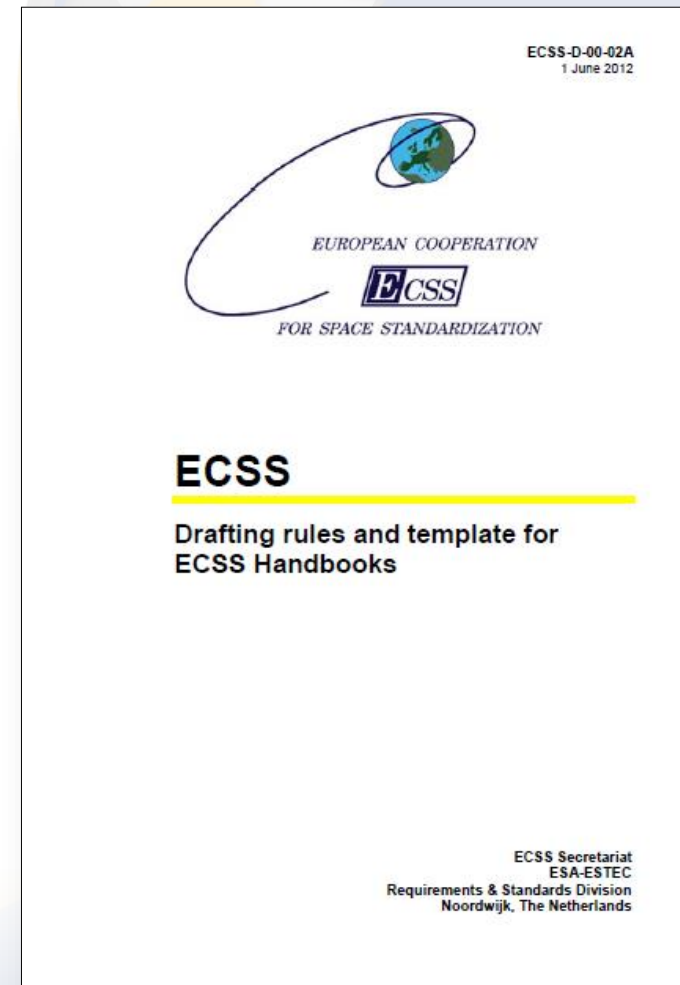 ECSS-D-00-02A
1 June 2012
EUROPEAN COOPERATION
ECSS
FOR SPACE STANDARDIZATION
ECSS
Drafting rules and template for
ECSS Handbooks
ECSS Secretariat
ESA-ESTEC
Requirements & Standards Division
Noordwijk, The Netherlands